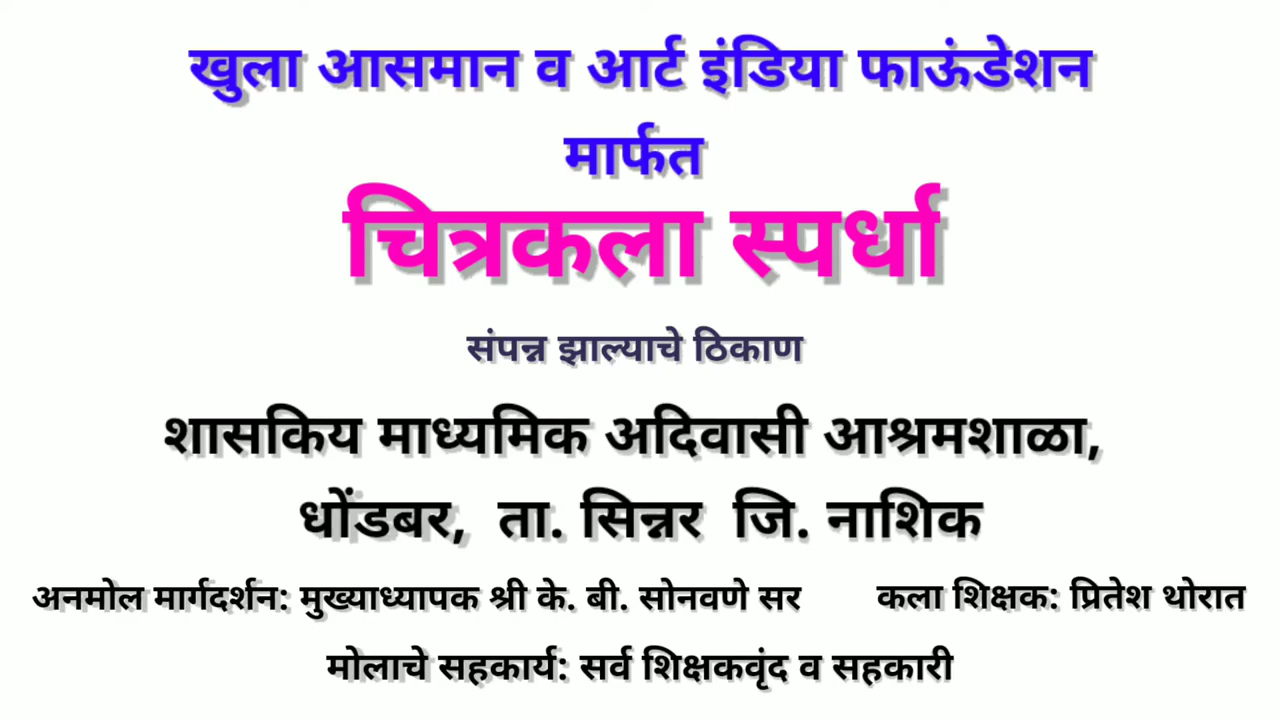 खुला आसमान व आर्ट इंडिया फाऊंडेशन
मार्फत
चित्रकला स्पर्धा
संपन्न झाल्याचे ठिकाण
शासकिय माध्यमिक अदिवासी आश्रमशाळा,
धोंडबर, ता. सिन्नर जि. नाशिक
अनमोल मार्गदर्शन: मुख्याध्यापक श्री के. बी. सोनवणे सर कला शिक्षक: प्रितेश थोरात
मोलाचे सहकार्य: सर्व शिक्षकवृंद व सहकारी